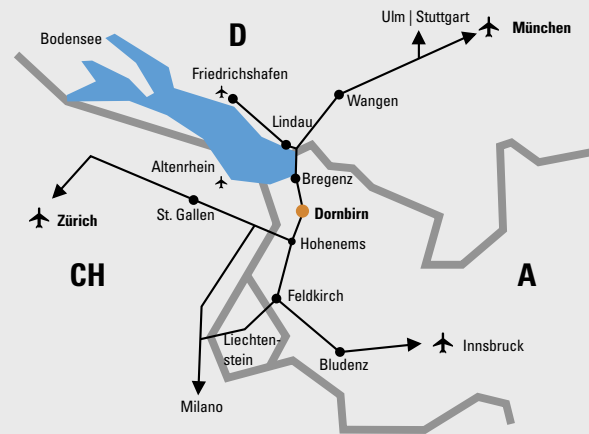 Ulm | Stuttgart
München
D
Bodensee
Friedrichshafen
Wangen
Lindau
Altenrhein
Bregenz
Zürich
St. Gallen
Dornbirn
Hohenems
CH
A
Feldkirch
Liechten-
stein
Bludenz
Innsbruck
Milano